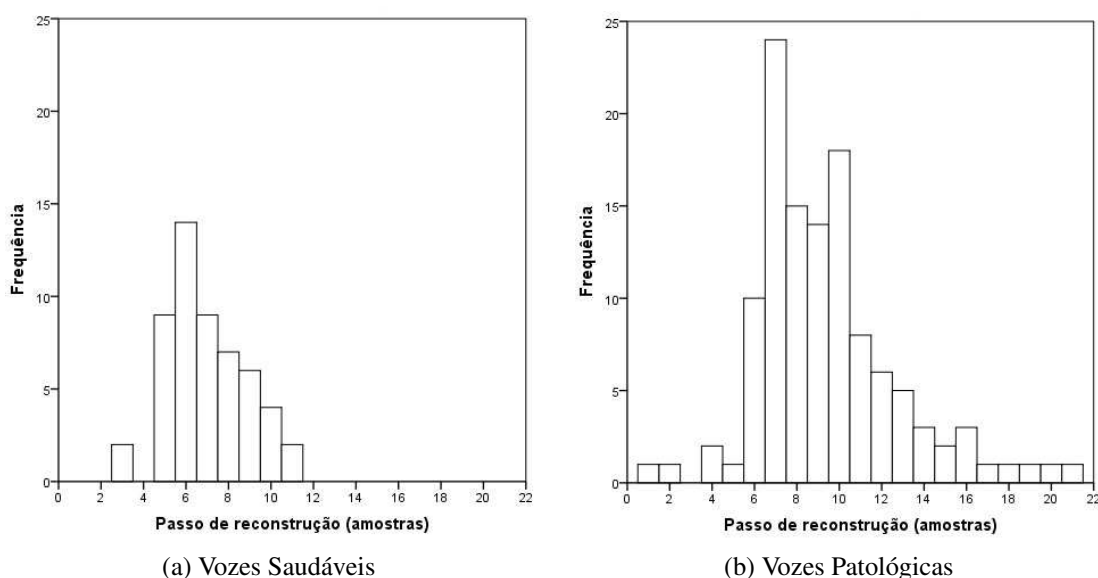 25
20
15
10
5
0
Frequência
0 2 4 6 8 10 12 14 16 18 20 22
Passo de reconstrução (amostras)
(a) Vozes Saudáveis
25
20
15
10
5
0
Frequência
0 2 4 6 8 10 12 14 16 18 20 22
Passo de reconstrução (amostras)
(b) Vozes Patológicas